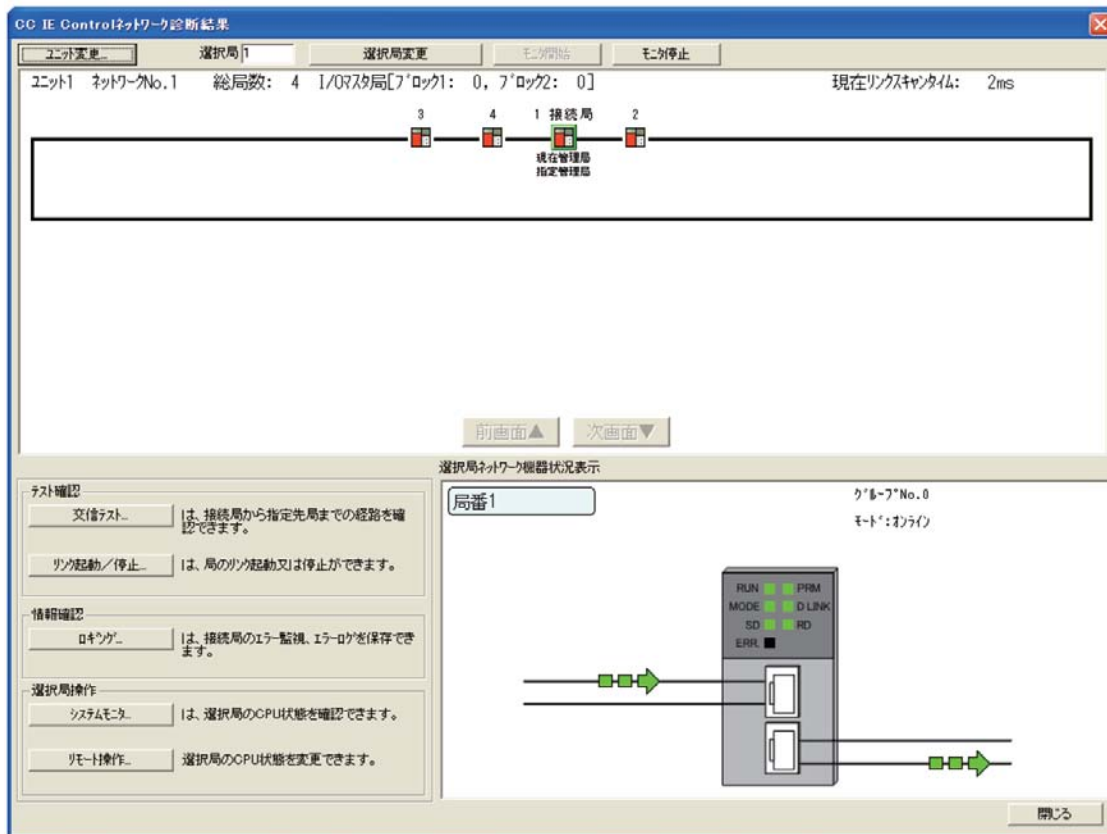 CC IE Controlネットワーク診断結果
ユニット変更... 選択局 1 選択局変更 モニタ開始 モニタ停止
ユニット1 ネットワークNo.1 総局数: 4 I/Oマスタ局[ブロック1: 0, ブロック2: 0] 現在リンクスキャンタイム: 2ms
3 4 1 接続局 2
現在管理局
指定管理局
前画面▲ 次画面▼
選択局ネットワーク機器状況表示
テスト確認
交信テスト... は、接続局から指定先局までの経路を確
認できます。
リンク起動/停止... は、局のリンク起動又は停止ができます。
情報確認
ロギング... は、接続局のエラー監視、エラーログを保存でき
ます。
選択局操作
システムモニタ... は、選択局のCPU状態を確認できます。
リモート操作... 選択局のCPU状態を変更できます。
局番1
グループNo.0
モード:オンライン
RUN PRM
MODE D LINK
SD RD
ERR.
閉じる